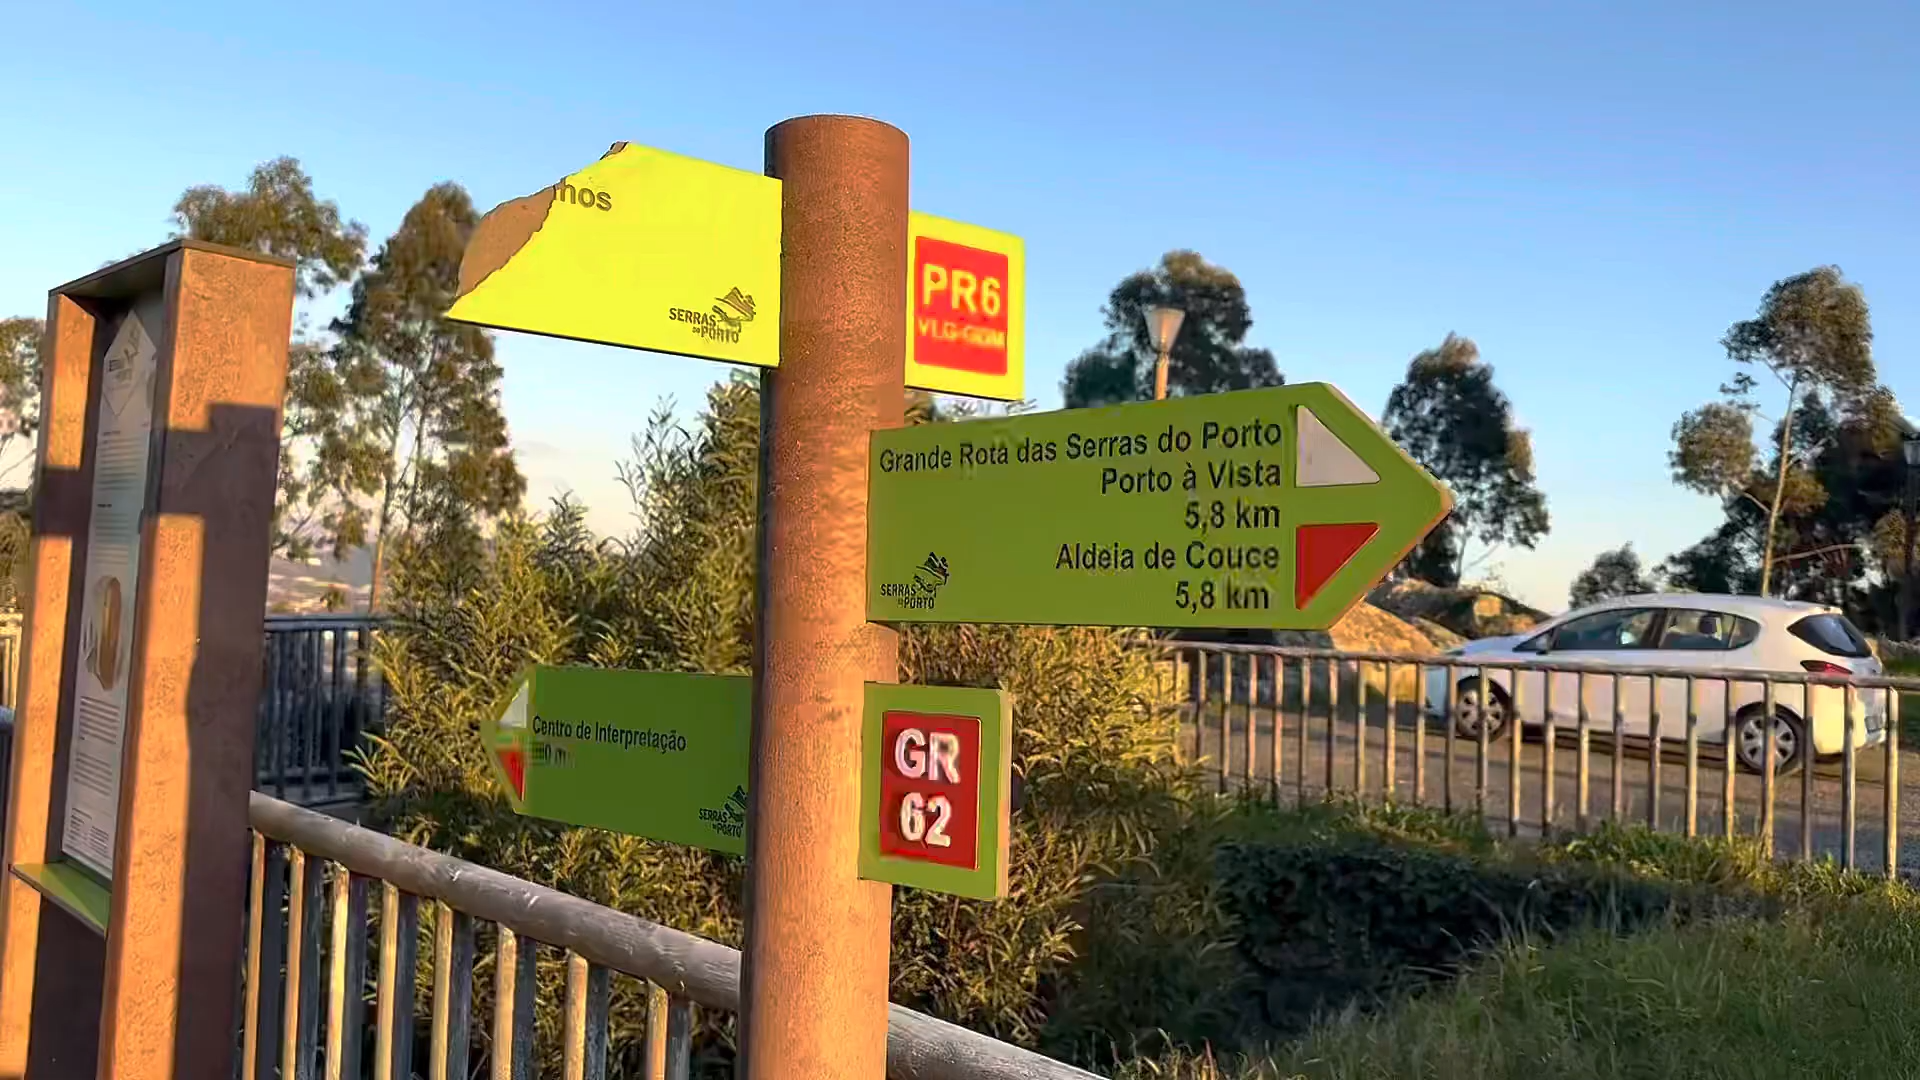 hos
SERRAS
DO PORTO
PR6
VLG-GDM
Grande Rota das Serras do Porto
Porto à Vista
5,8 km
Aldeia de Couce
5,8 km
SERRAS
DO PORTO
Centro de Interpretação
SERRAS
DO PORTO
GR
62